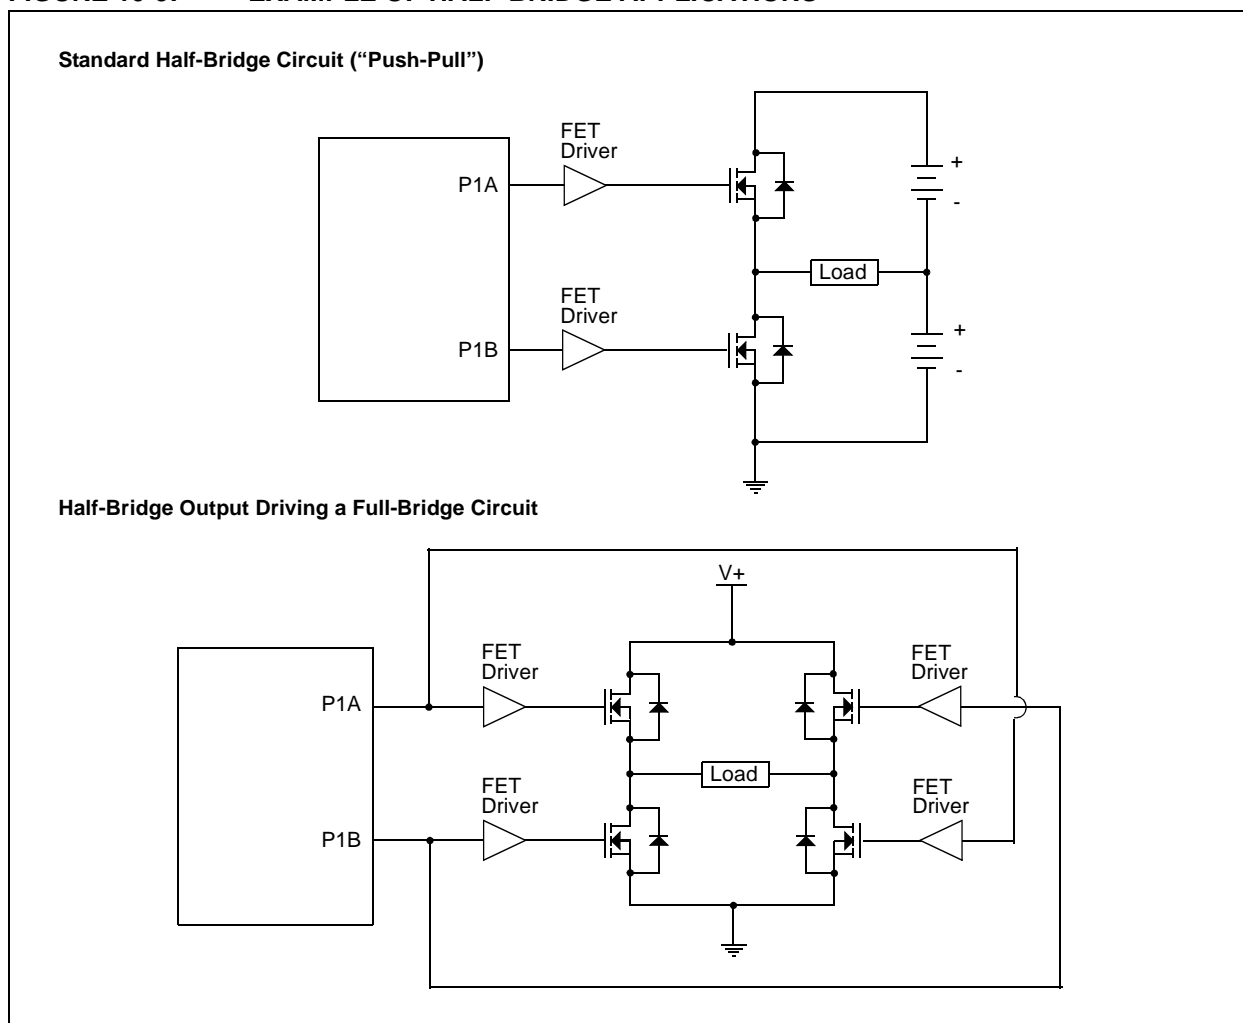 Standard Half-Bridge Circuit (“Push-Pull”)
FET
Driver
P1A
+
-
Load
FET
Driver
P1B
+
-
Half-Bridge Output Driving a Full-Bridge Circuit
V+
FET
Driver
P1A
FET
Driver
Load
FET
Driver
P1B
FET
Driver